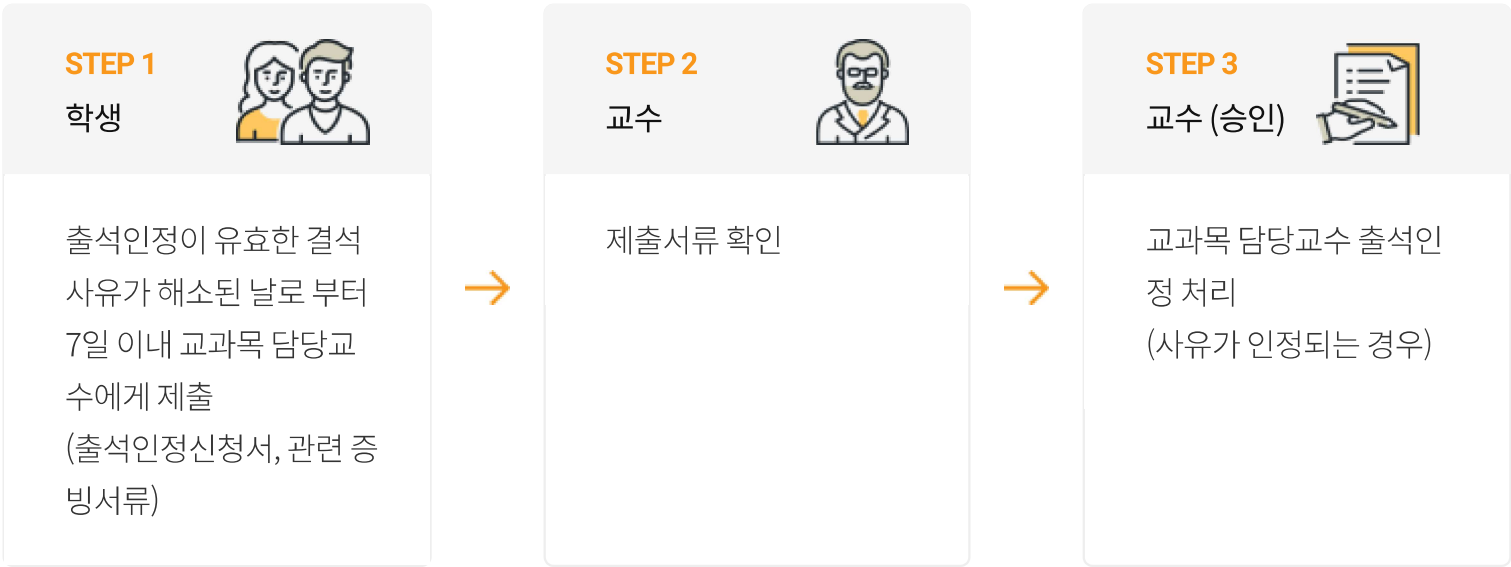 STEP 1
학생
출석인정이 유효한 결석
사유가 해소된 날로 부터
7일 이내 교과목 담당교
수에게 제출
(출석인정신청서, 관련 증
빙서류)
STEP 2
교수
제출서류 확인
STEP 3
교수 (승인)
교과목 담당교수 출석인
정 처리
(사유가 인정되는 경우)